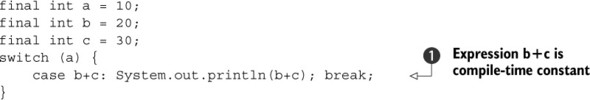 final int a = 10;
final int b = 20;
final int c = 30;
switch (a) {
case b+c: System.out.println(b+c); break;
}
1 Expression b+c is
compile-time constant